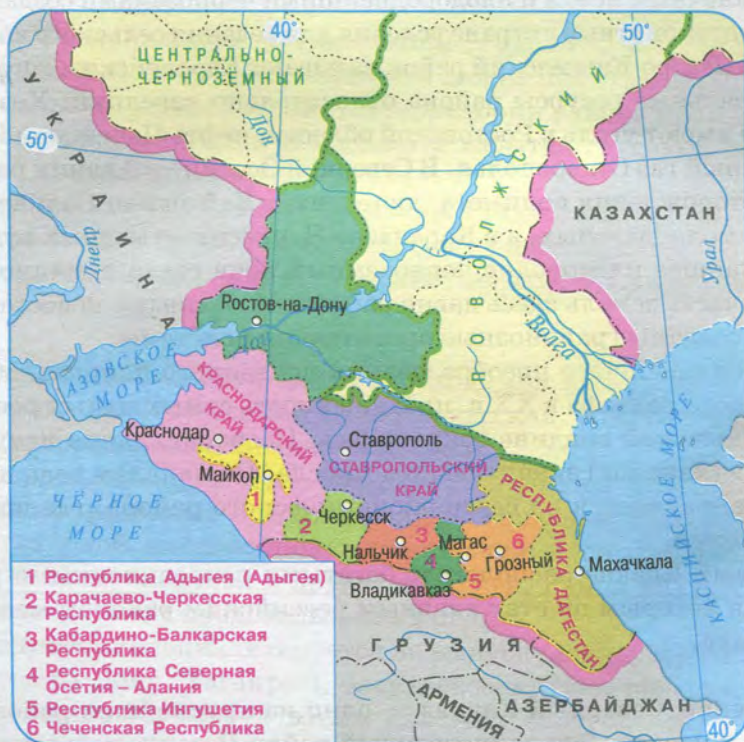 40°
50°
ЦЕНТРАЛЬНО-
ЧЕРНОЗЕМНЫЙ
УКРАИНА
Дон
ПОВОЛЖСКИЙ
50°
50°
КАЗАХСТАН
Днепр
Урал
Ростов-на-Дону
Волга
Дон
АЗОВСКОЕ
МОРЕ
КРАСНОДАРСКИЙ
КРАЙ
Краснодар
Ставрополь
СТАВРОПОЛЬСКИЙ
КРАЙ
Майкоп
1
ЧЁРНОЕ
МОРЕ
РЕСПУБЛИКА ДАГЕСТАН
КАСПИЙСКОЕ МОРЕ
Черкесск
2
3
Магас
6
Нальчик
4
Грозный
Махачкала
5
Владикавказ
ГРУЗИЯ
АРМЕНИЯ
АЗЕРБАЙДЖАН
40°
1 Республика Адыгея (Адыгея)
2 Карачаево-Черкесская
Республика
3 Кабардино-Балкарская
Республика
4 Республика Северная
Осетия – Алания
5 Республика Ингушетия
6 Чеченская Республика